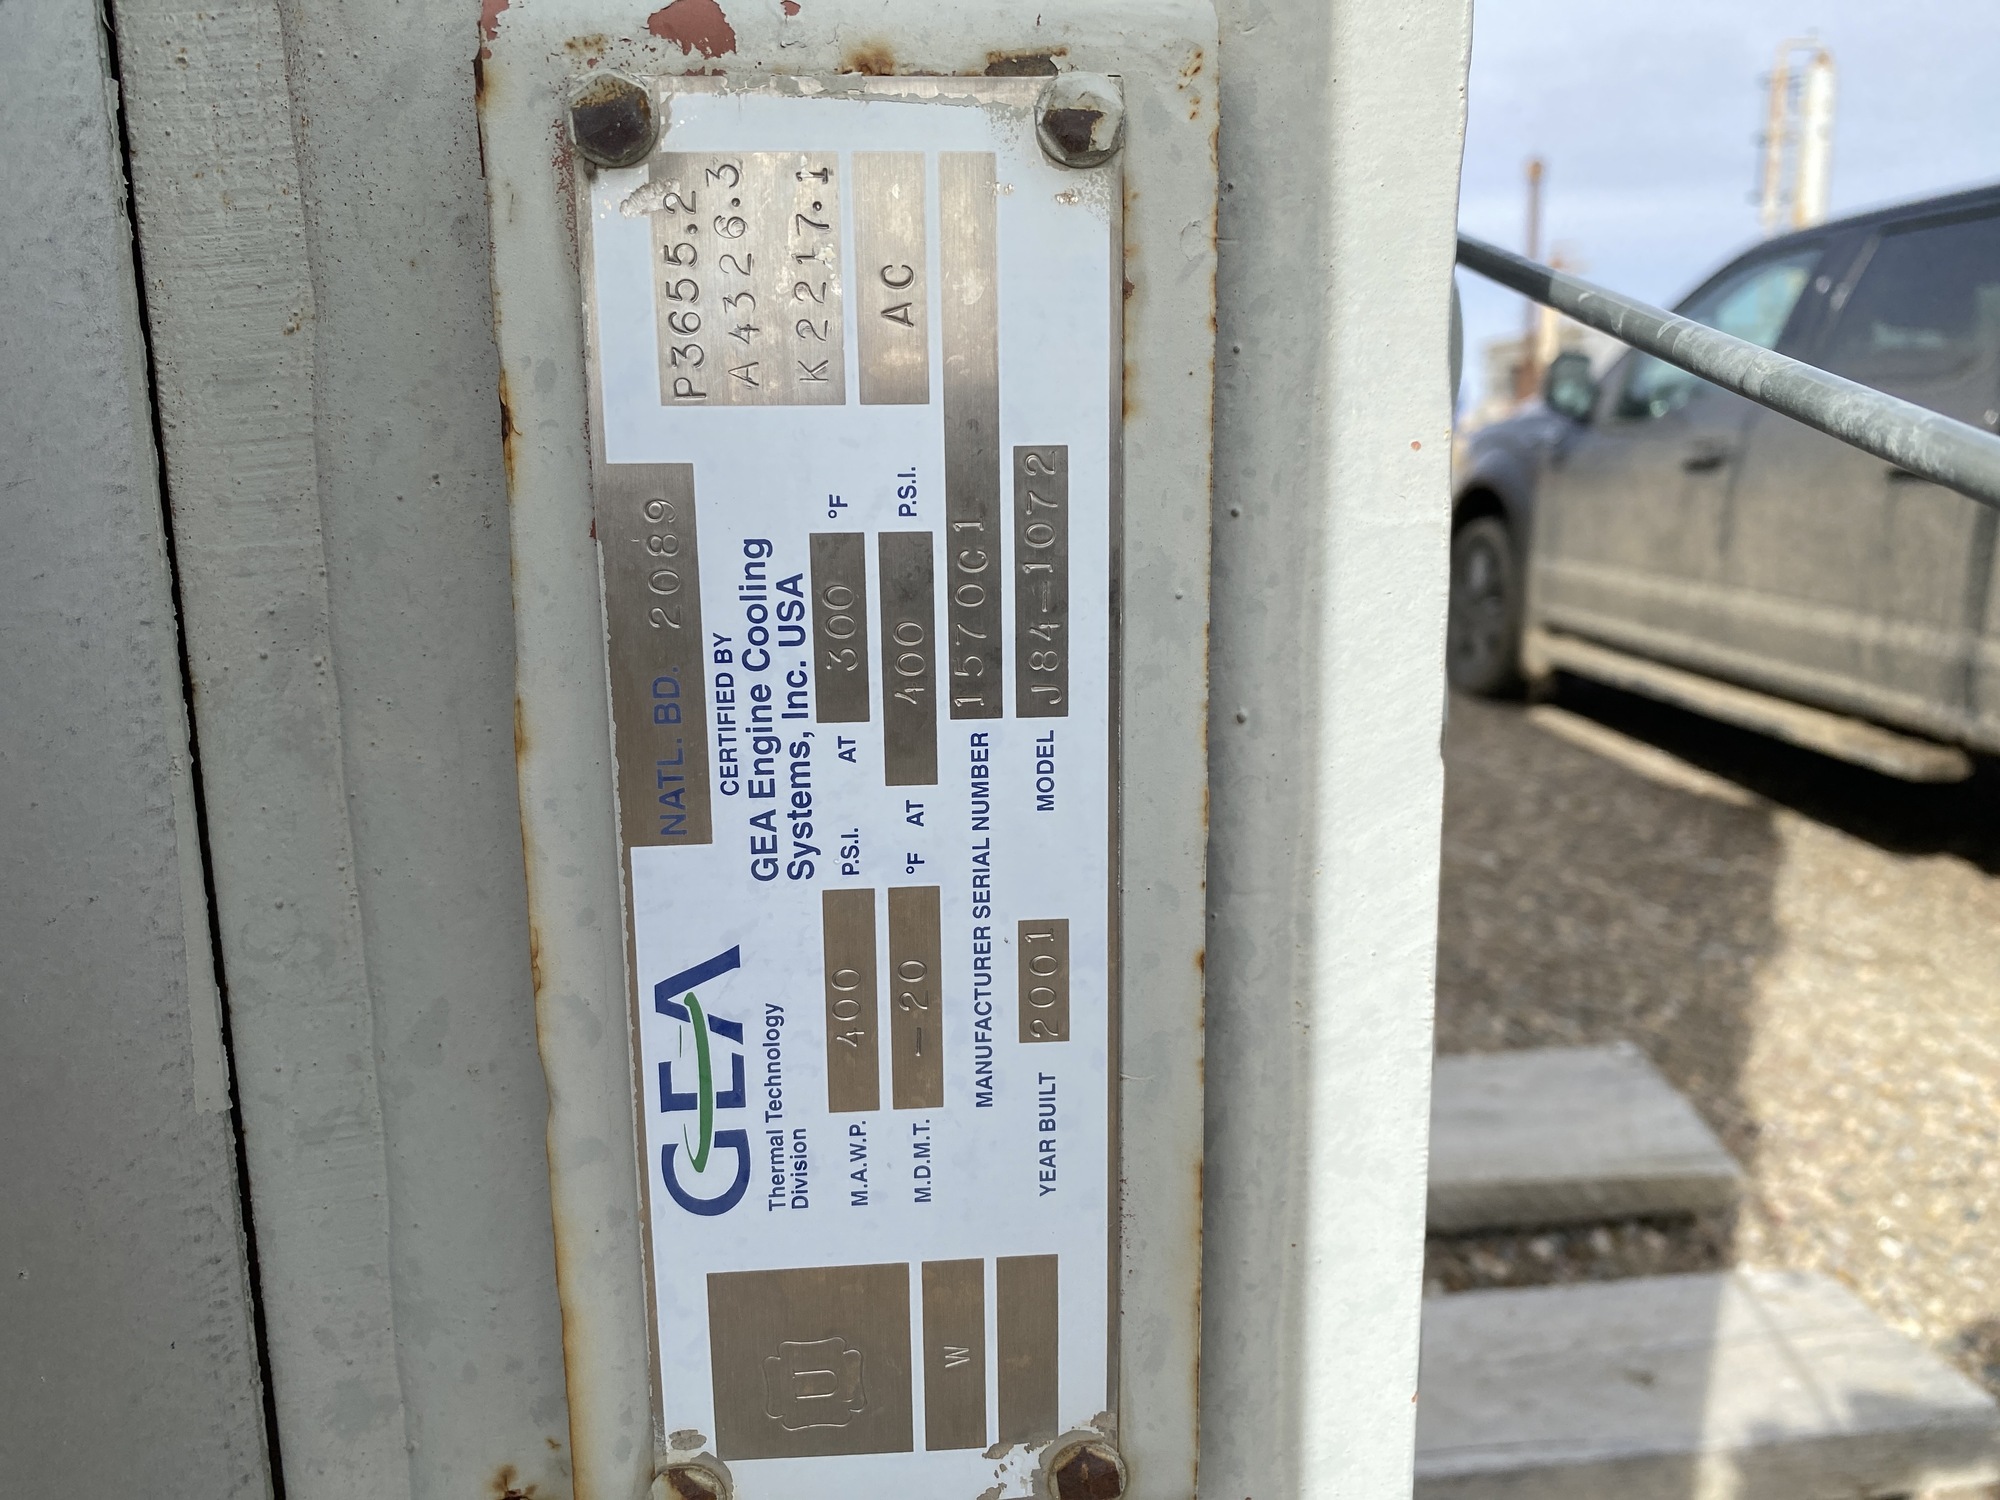 NATL. BD. 2089
P3655.2
A4326.3
K2217.1
AC
GEA
Thermal Technology
Division
CERTIFIED BY
GEA Engine Cooling
Systems, Inc. USA
M.A.W.P. 400 P.S.I. AT 300 °F
M.D.M.T. -20 °F AT 400 P.S.I.
MANUFACTURER SERIAL NUMBER 1570C1
YEAR BUILT 2001 MODEL J84-1072
U
W